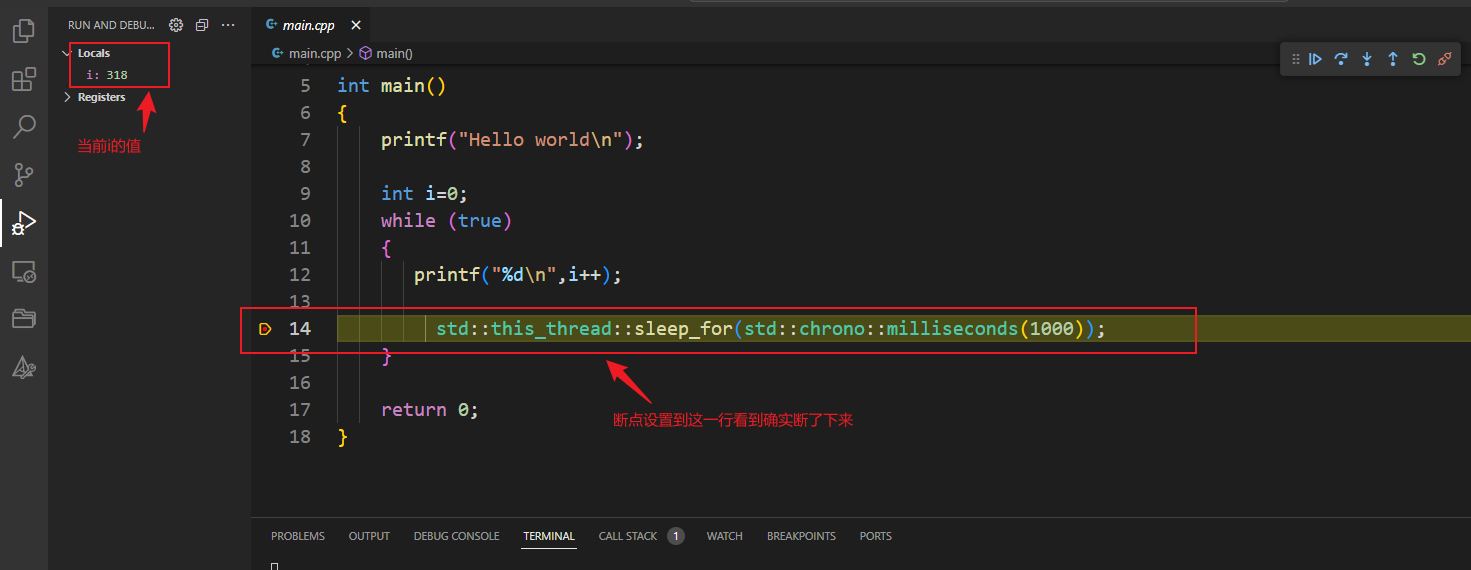 RUN AND DEBU...
Locals
i: 318
Registers
当前i的值
main.cpp
main.cpp > main()
5 int main()
6 {
7 printf("Hello world\n");
8
9 int i=0;
10 while (true)
11 {
12 printf("%d\n",i++);
13
14 std::this_thread::sleep_for(std::chrono::milliseconds(1000));
15 }
16
17 return 0;
18 }
断点设置到这一行看到确实断了下来
PROBLEMS OUTPUT DEBUG CONSOLE TERMINAL CALL STACK 1 WATCH BREAKPOINTS PORTS